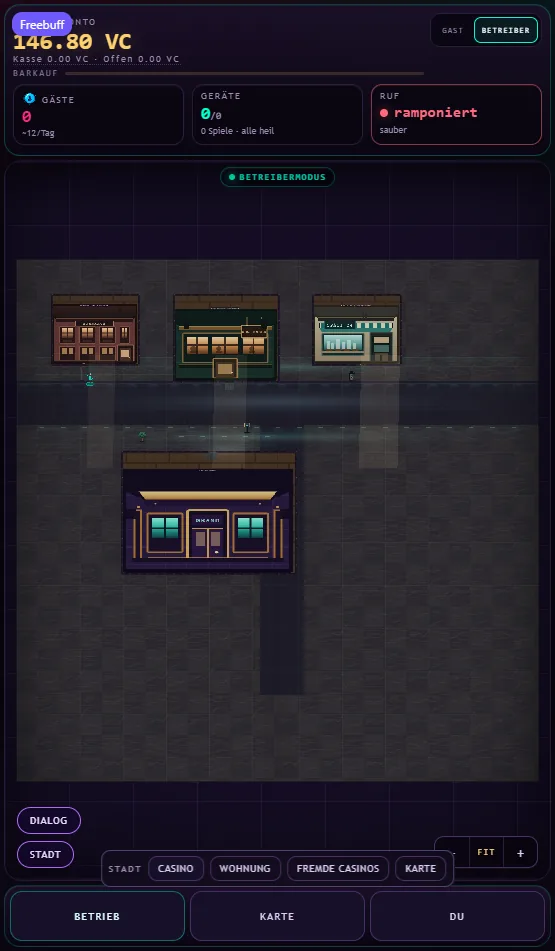 Freebuff
NTO
GAST
BETREIBER
146.80 VC
Kasse 0.00 VC · Offen 0.00 VC
BARKAUF
GÄSTE
0
~12/Tag
GERÄTE
0/0
0 Spiele · alle heil
RUF
ramponiert
sauber
BETREIBERMODUS
GRAND
DIALOG
STADT
STADT
CASINO
WOHNUNG
FREMDE CASINOS
KARTE
FIT
+
BETRIEB
KARTE
DU